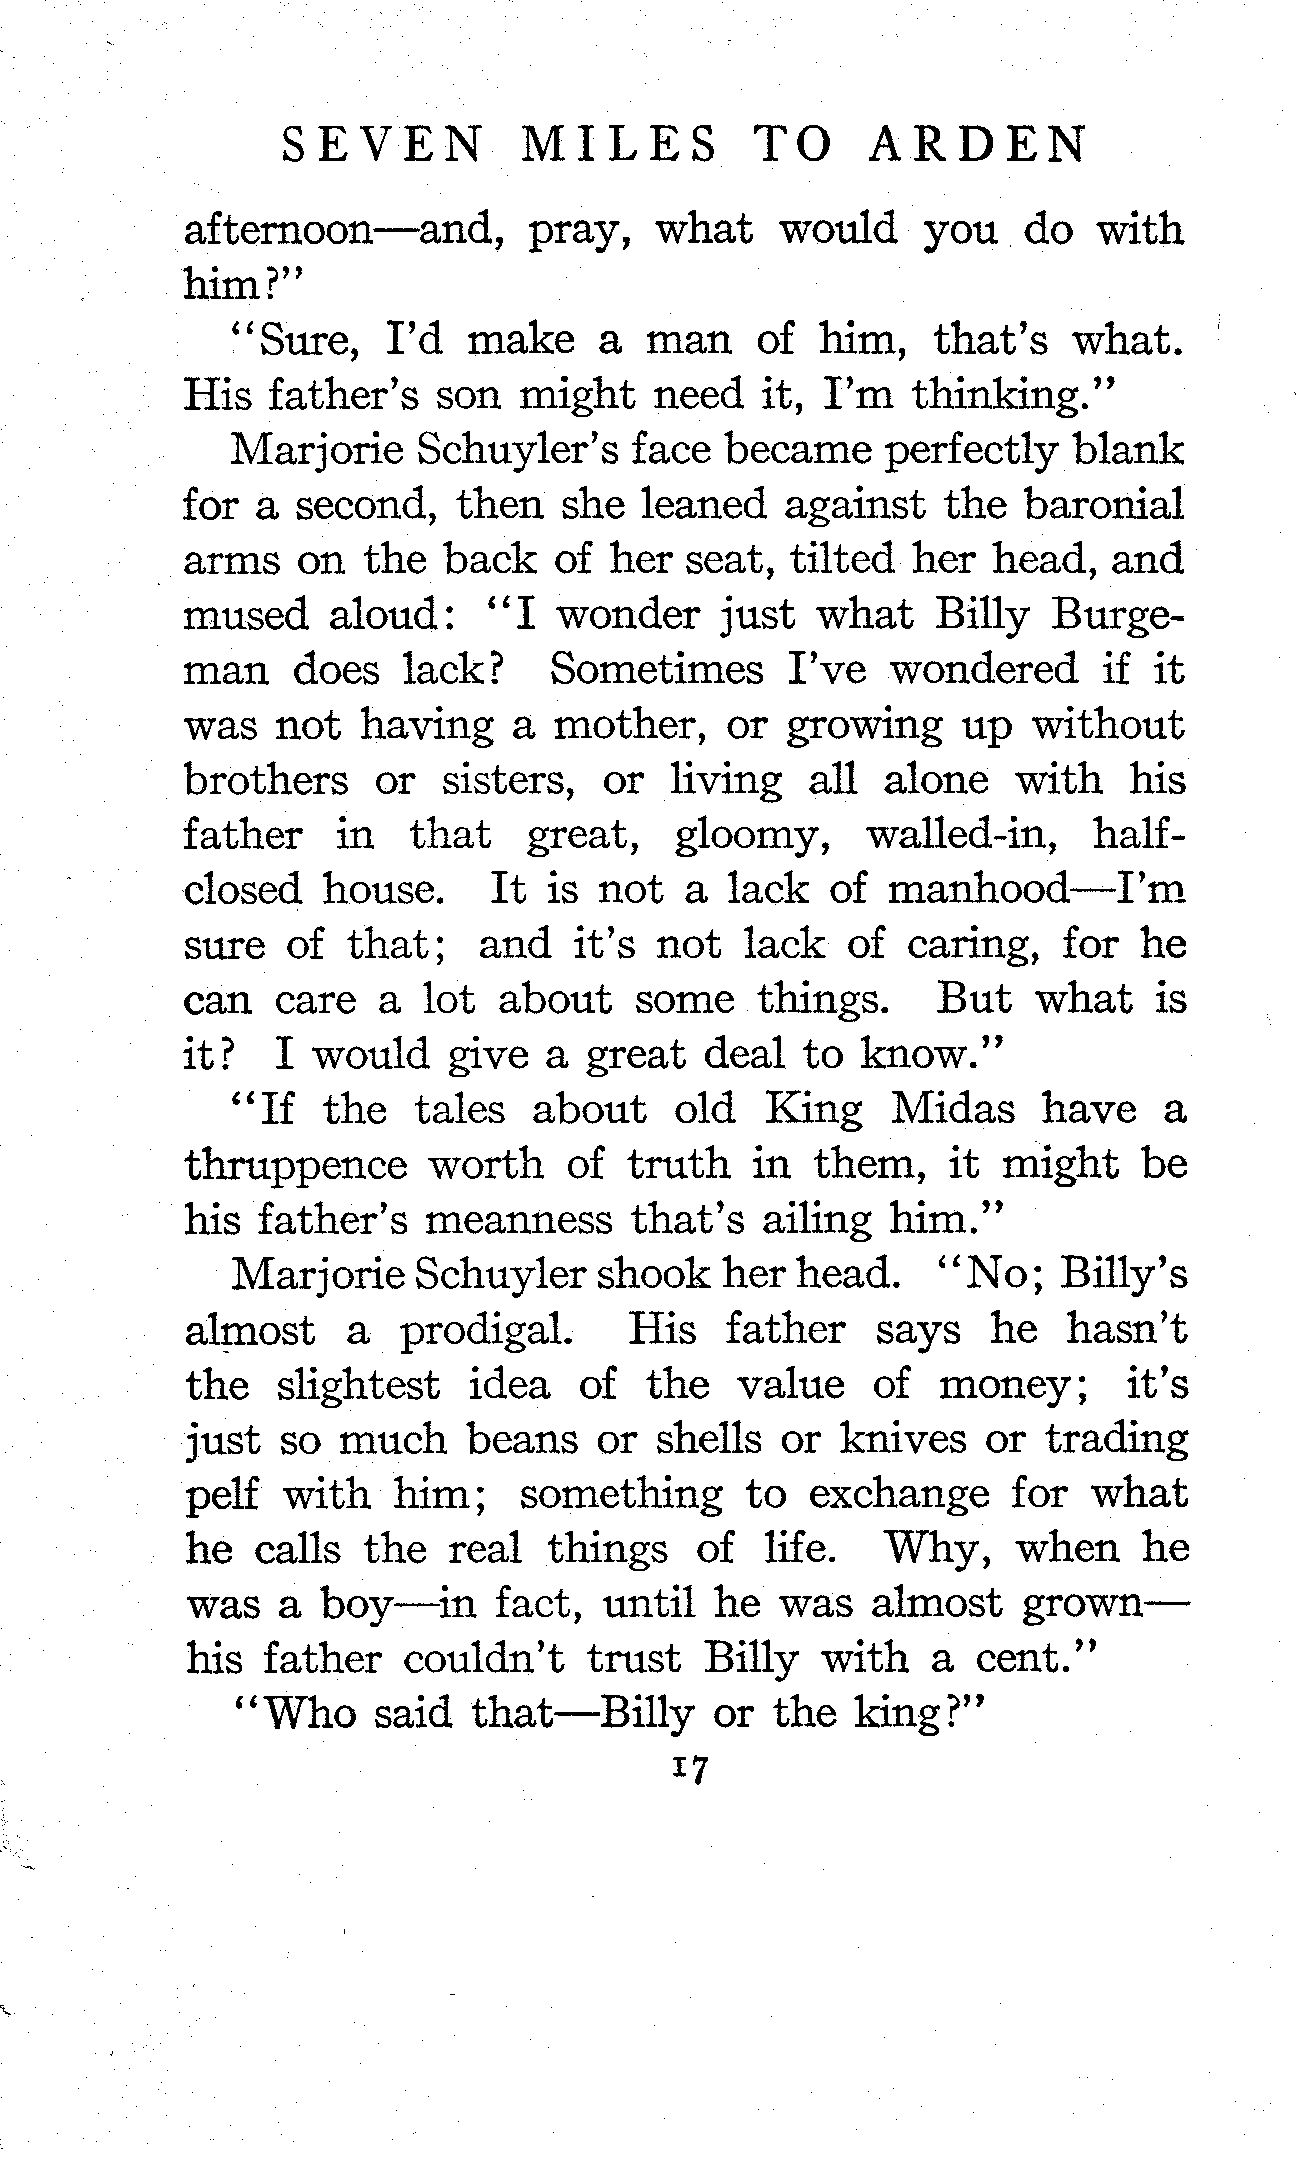 SEVEN MILES TO ARDEN
afternoon—and, pray, what would you do with
him?”
“Sure, I’d make a man of him, that’s what.
His father’s son might need it, I’m thinking.”
Marjorie Schuyler’s face became perfectly blank
for a second, then she leaned against the baronial
arms on the back of her seat, tilted her head, and
mused aloud: “I wonder just what Billy Burge-
man does lack? Sometimes I’ve wondered if it
was not having a mother, or growing up without
brothers or sisters, or living all alone with his
father in that great, gloomy, walled-in, half-
closed house. It is not a lack of manhood—I’m
sure of that; and it’s not lack of caring, for he
can care a lot about some things. But what is
it? I would give a great deal to know.”
“If the tales about old King Midas have a
thruppence worth of truth in them, it might be
his father’s meanness that’s ailing him.”
Marjorie Schuyler shook her head. “No; Billy’s
almost a prodigal. His father says he hasn’t
the slightest idea of the value of money; it’s
just so much beans or shells or knives or trading
pelf with him; something to exchange for what
he calls the real things of life. Why, when he
was a boy—in fact, until he was almost grown—
his father couldn’t trust Billy with a cent.”
“Who said that—Billy or the king?”
17